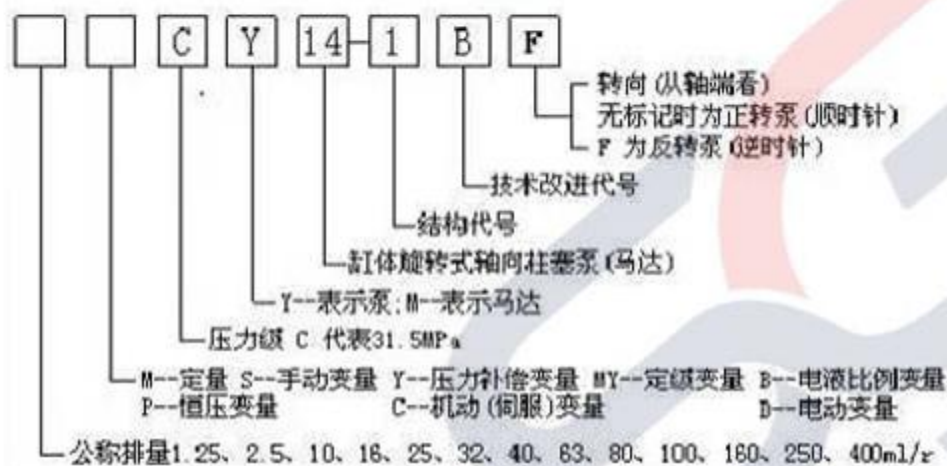 C Y 14-1 B F
转向(从轴端看)
无标记时为正转泵(顺时针)
F 为反转泵(逆时针)
技术改进代号
结构代号
缸体旋转式轴向柱塞泵(马达)
Y--表示泵;M--表示马达
压力级 C 代表31.5MPa
M--定量 S--手动变量 Y--压力补偿变量 MY--定级变量 B--电液比例变量
P--恒压变量 C--机动(伺服)变量 D--电动变量
公称排量1.25、2.5、10、16、25、32、40、63、80、100、160、250、400ml/r